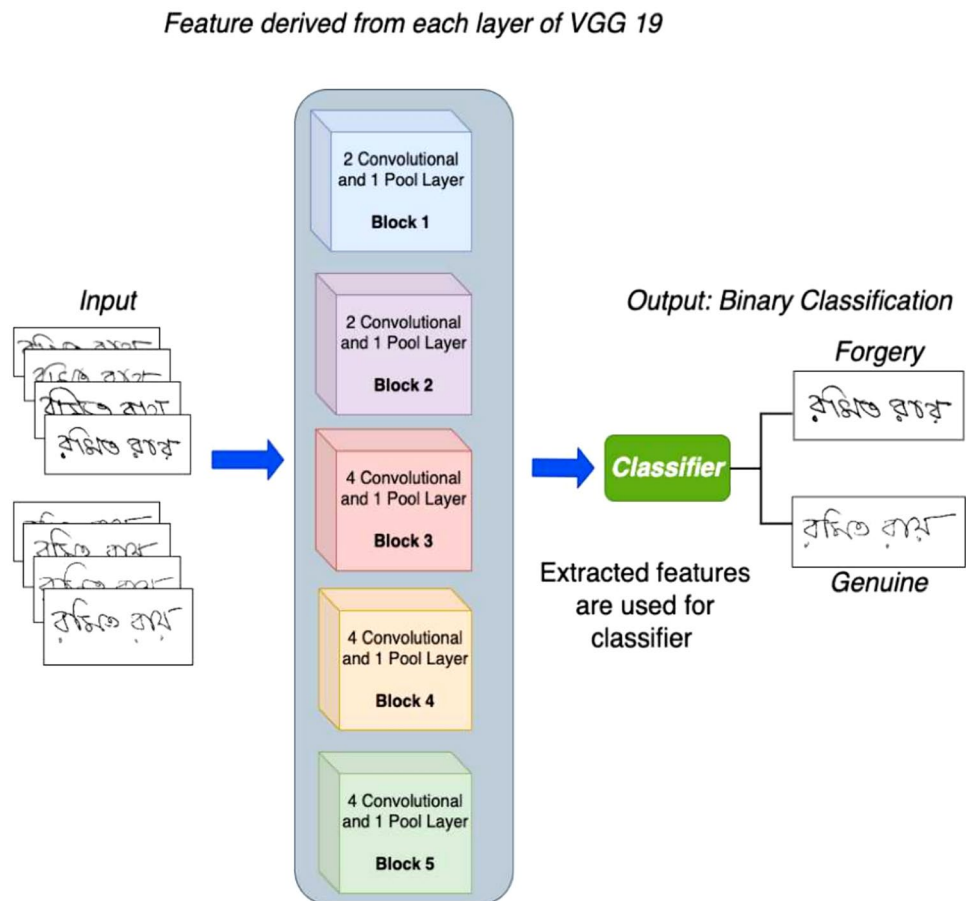 Feature derived from each layer of VGG 19
2 Convolutional
and 1 Pool Layer
Block 1
Input
2 Convolutional
and 1 Pool Layer
Block 2
4 Convolutional
and 1 Pool Layer
Block 3
4 Convolutional
and 1 Pool Layer
Block 4
4 Convolutional
and 1 Pool Layer
Block 5
Classifier
Extracted features
are used for
classifier
Output: Binary Classification
Forgery
রমিত রায়
রমিত রায়
Genuine